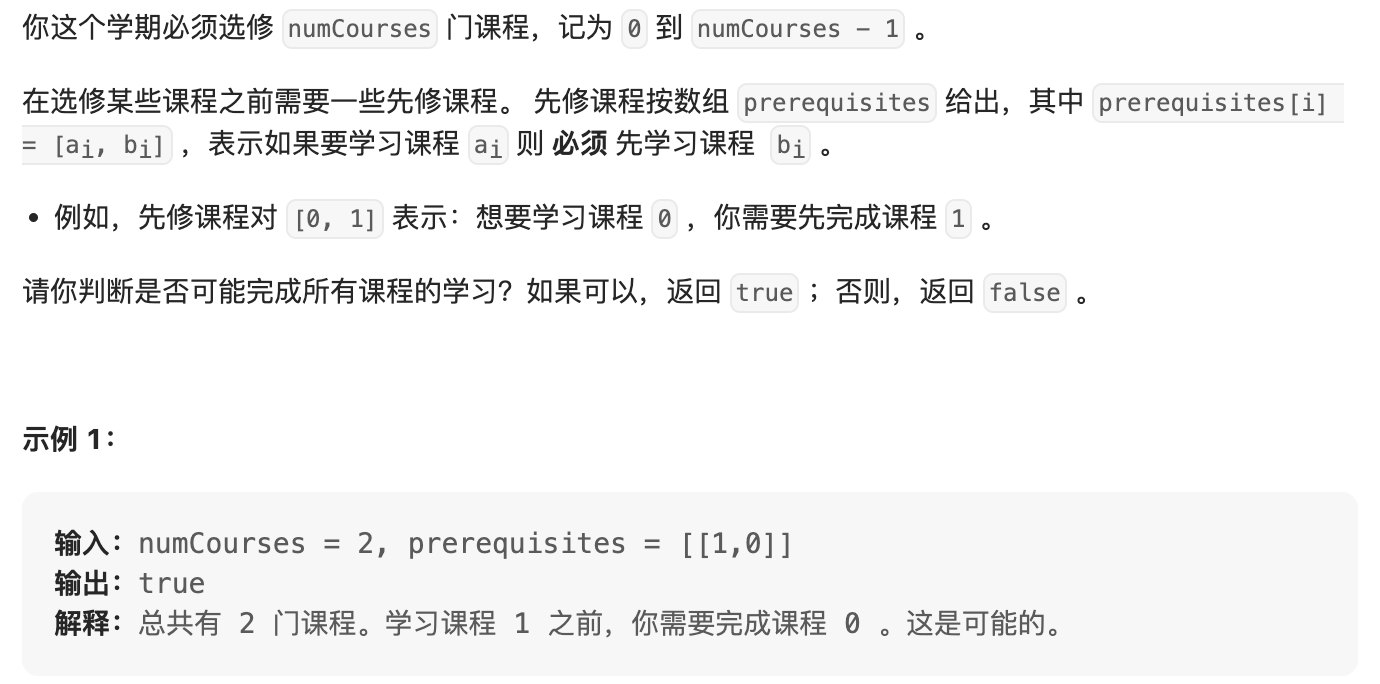 你这个学期必须选修 numCourses 门课程，记为 0 到 numCourses - 1 。
在选修某些课程之前需要一些先修课程。 先修课程按数组 prerequisites 给出，其中 prerequisites[i]
= [ai, bi] ，表示如果要学习课程 ai 则 必须 先学习课程 bi 。
• 例如，先修课程对 [0, 1] 表示：想要学习课程 0 ，你需要先完成课程 1 。
请你判断是否可能完成所有课程的学习？如果可以，返回 true ；否则，返回 false 。
示例 1：
输入：numCourses = 2, prerequisites = [[1,0]]
输出：true
解释：总共有 2 门课程。学习课程 1 之前，你需要完成课程 0 。这是可能的。